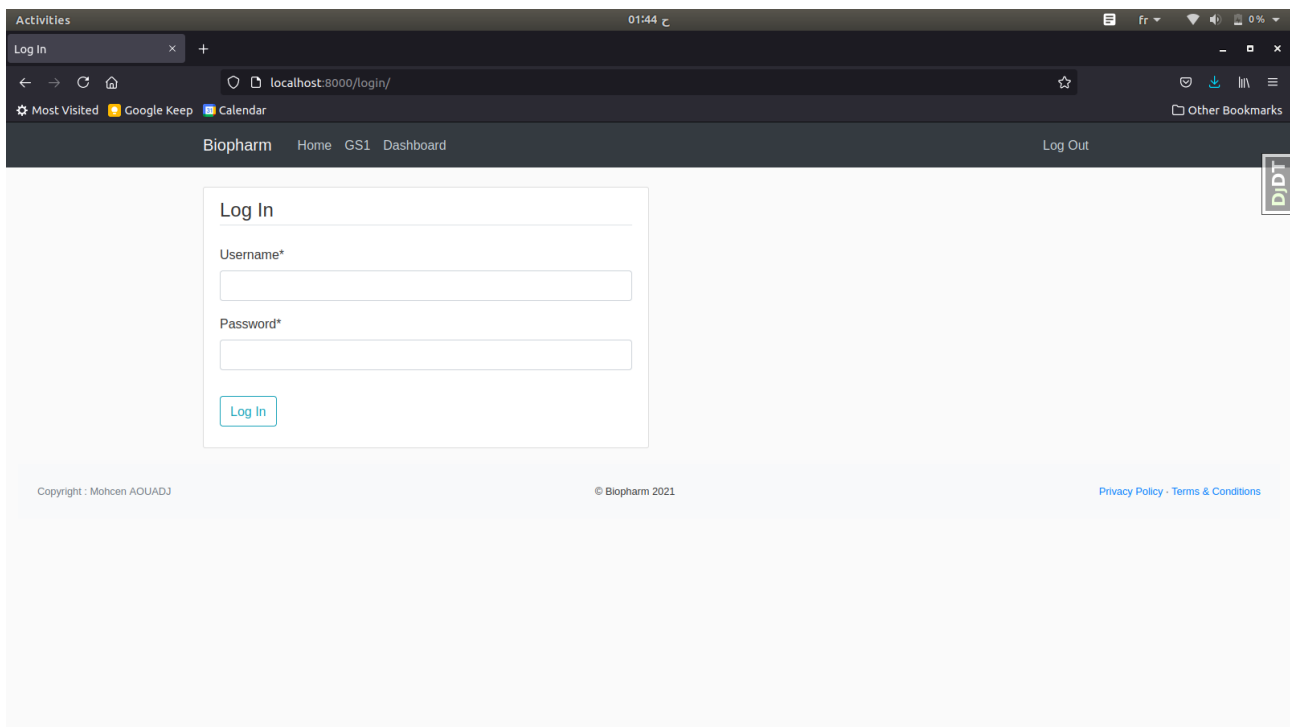 Activities
01:44 ح
fr
0 %
Log In
localhost:8000/login/
Most Visited Google Keep 31 Calendar Other Bookmarks
Biopharm Home GS1 Dashboard Log Out
DjDT
Log In
Username*
Password*
Log In
Copyright : Mohcen AOUADJ © Biopharm 2021 Privacy Policy · Terms & Conditions